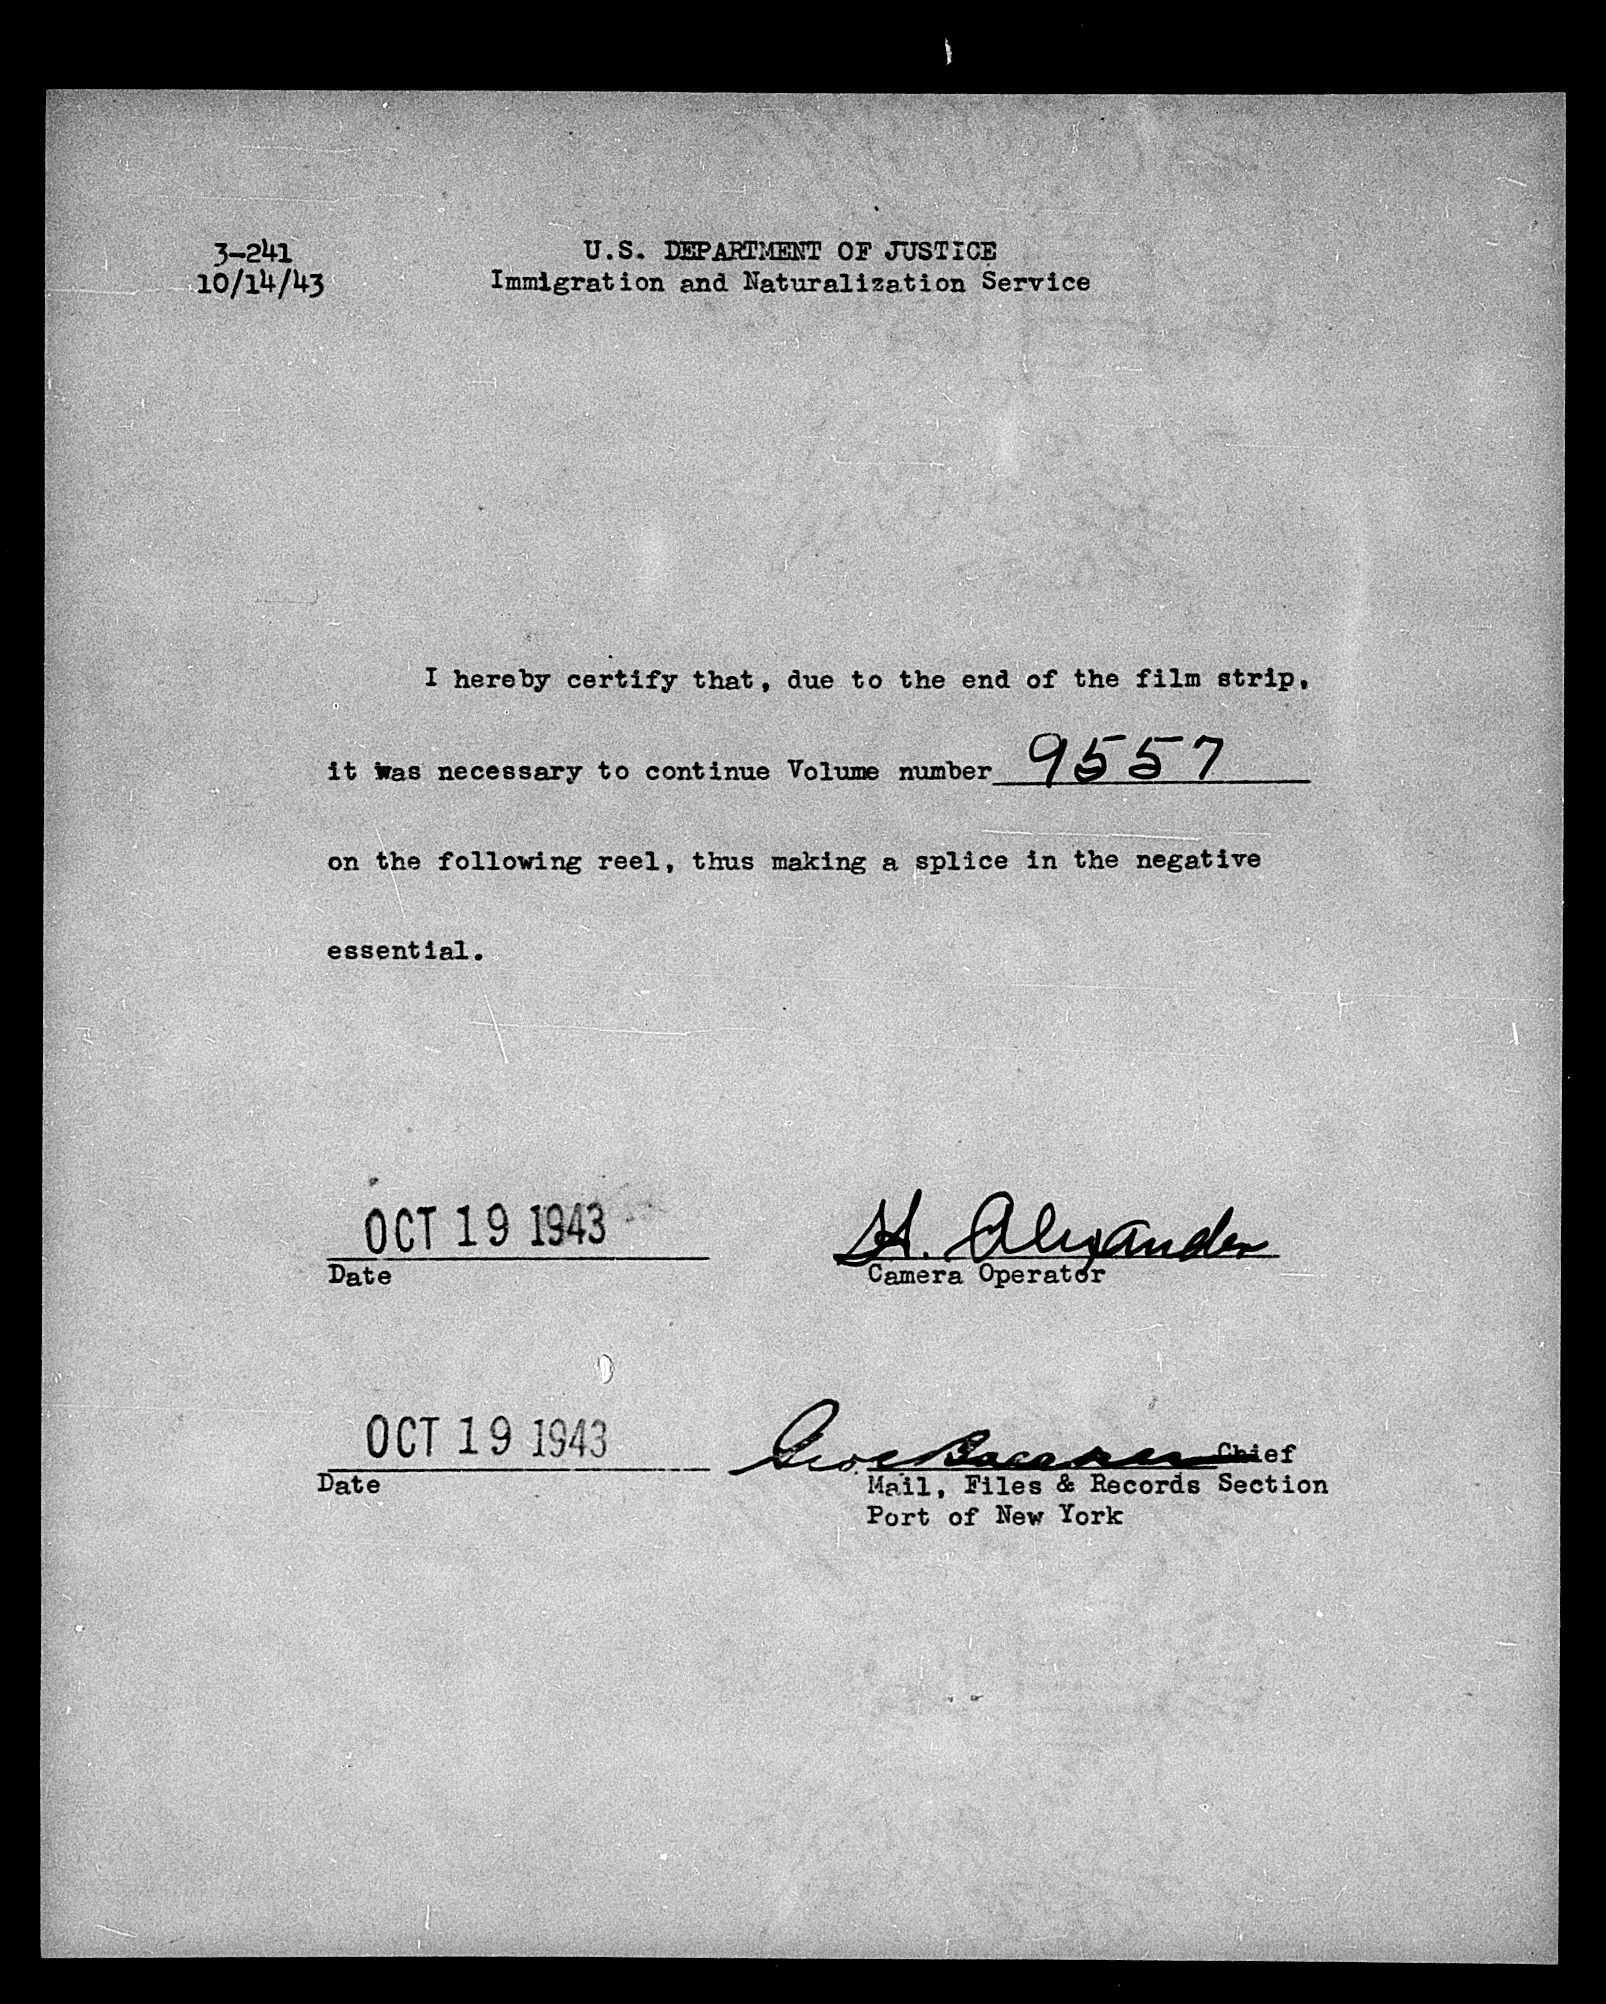 3-241
10/14/43
U.S. DEPARTMENT OF JUSTICE
Immigration and Naturalization Service
I hereby certify that, due to the end of the film strip,
it was necessary to continue Volume number 9557
on the following reel, thus making a splice in the negative
essential.
OCT 19 1943
Date
H. Alexander
Camera Operator
OCT 19 1943
Date
Chief
Mail, Files & Records Section
Port of New York